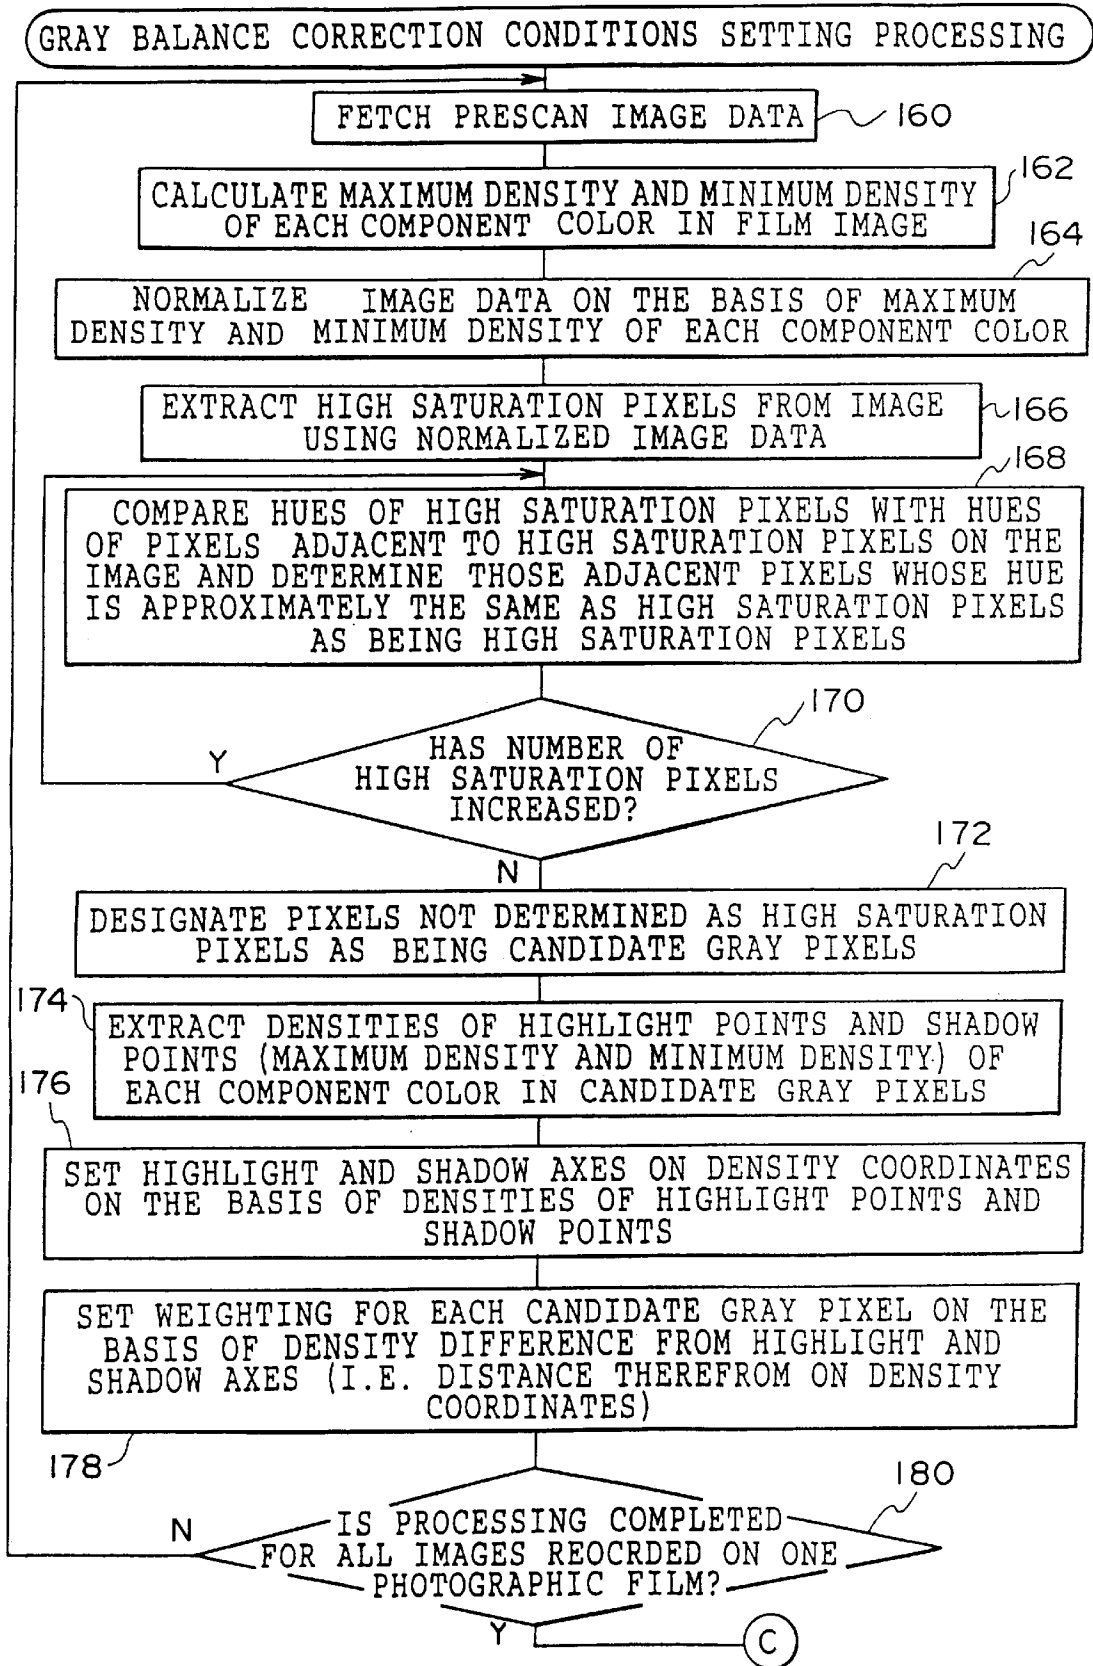 GRAY BALANCE CORRECTION CONDITIONS SETTING PROCESSING
FETCH PRESCAN IMAGE DATA
160
CALCULATE MAXIMUM DENSITY AND MINIMUM DENSITY
OF EACH COMPONENT COLOR IN FILM IMAGE
162
164
NORMALIZE IMAGE DATA ON THE BASIS OF MAXIMUM
DENSITY AND MINIMUM DENSITY OF EACH COMPONENT COLOR
EXTRACT HIGH SATURATION PIXELS FROM IMAGE
USING NORMALIZED IMAGE DATA
166
168
COMPARE HUES OF HIGH SATURATION PIXELS WITH HUES
OF PIXELS ADJACENT TO HIGH SATURATION PIXELS ON THE
IMAGE AND DETERMINE THOSE ADJACENT PIXELS WHOSE HUE
IS APPROXIMATELY THE SAME AS HIGH SATURATION PIXELS
AS BEING HIGH SATURATION PIXELS
170
Y
HAS NUMBER OF
HIGH SATURATION PIXELS
INCREASED?
N
172
DESIGNATE PIXELS NOT DETERMINED AS HIGH SATURATION
PIXELS AS BEING CANDIDATE GRAY PIXELS
174
EXTRACT DENSITIES OF HIGHLIGHT POINTS AND SHADOW
POINTS (MAXIMUM DENSITY AND MINIMUM DENSITY) OF
EACH COMPONENT COLOR IN CANDIDATE GRAY PIXELS
176
SET HIGHLIGHT AND SHADOW AXES ON DENSITY COORDINATES
ON THE BASIS OF DENSITIES OF HIGHLIGHT POINTS AND
SHADOW POINTS
SET WEIGHTING FOR EACH CANDIDATE GRAY PIXEL ON THE
BASIS OF DENSITY DIFFERENCE FROM HIGHLIGHT AND
SHADOW AXES (I.E. DISTANCE THEREFROM ON DENSITY
COORDINATES)
178
180
N
IS PROCESSING COMPLETED
FOR ALL IMAGES REOCRDED ON ONE
PHOTOGRAPHIC FILM?
Y
C